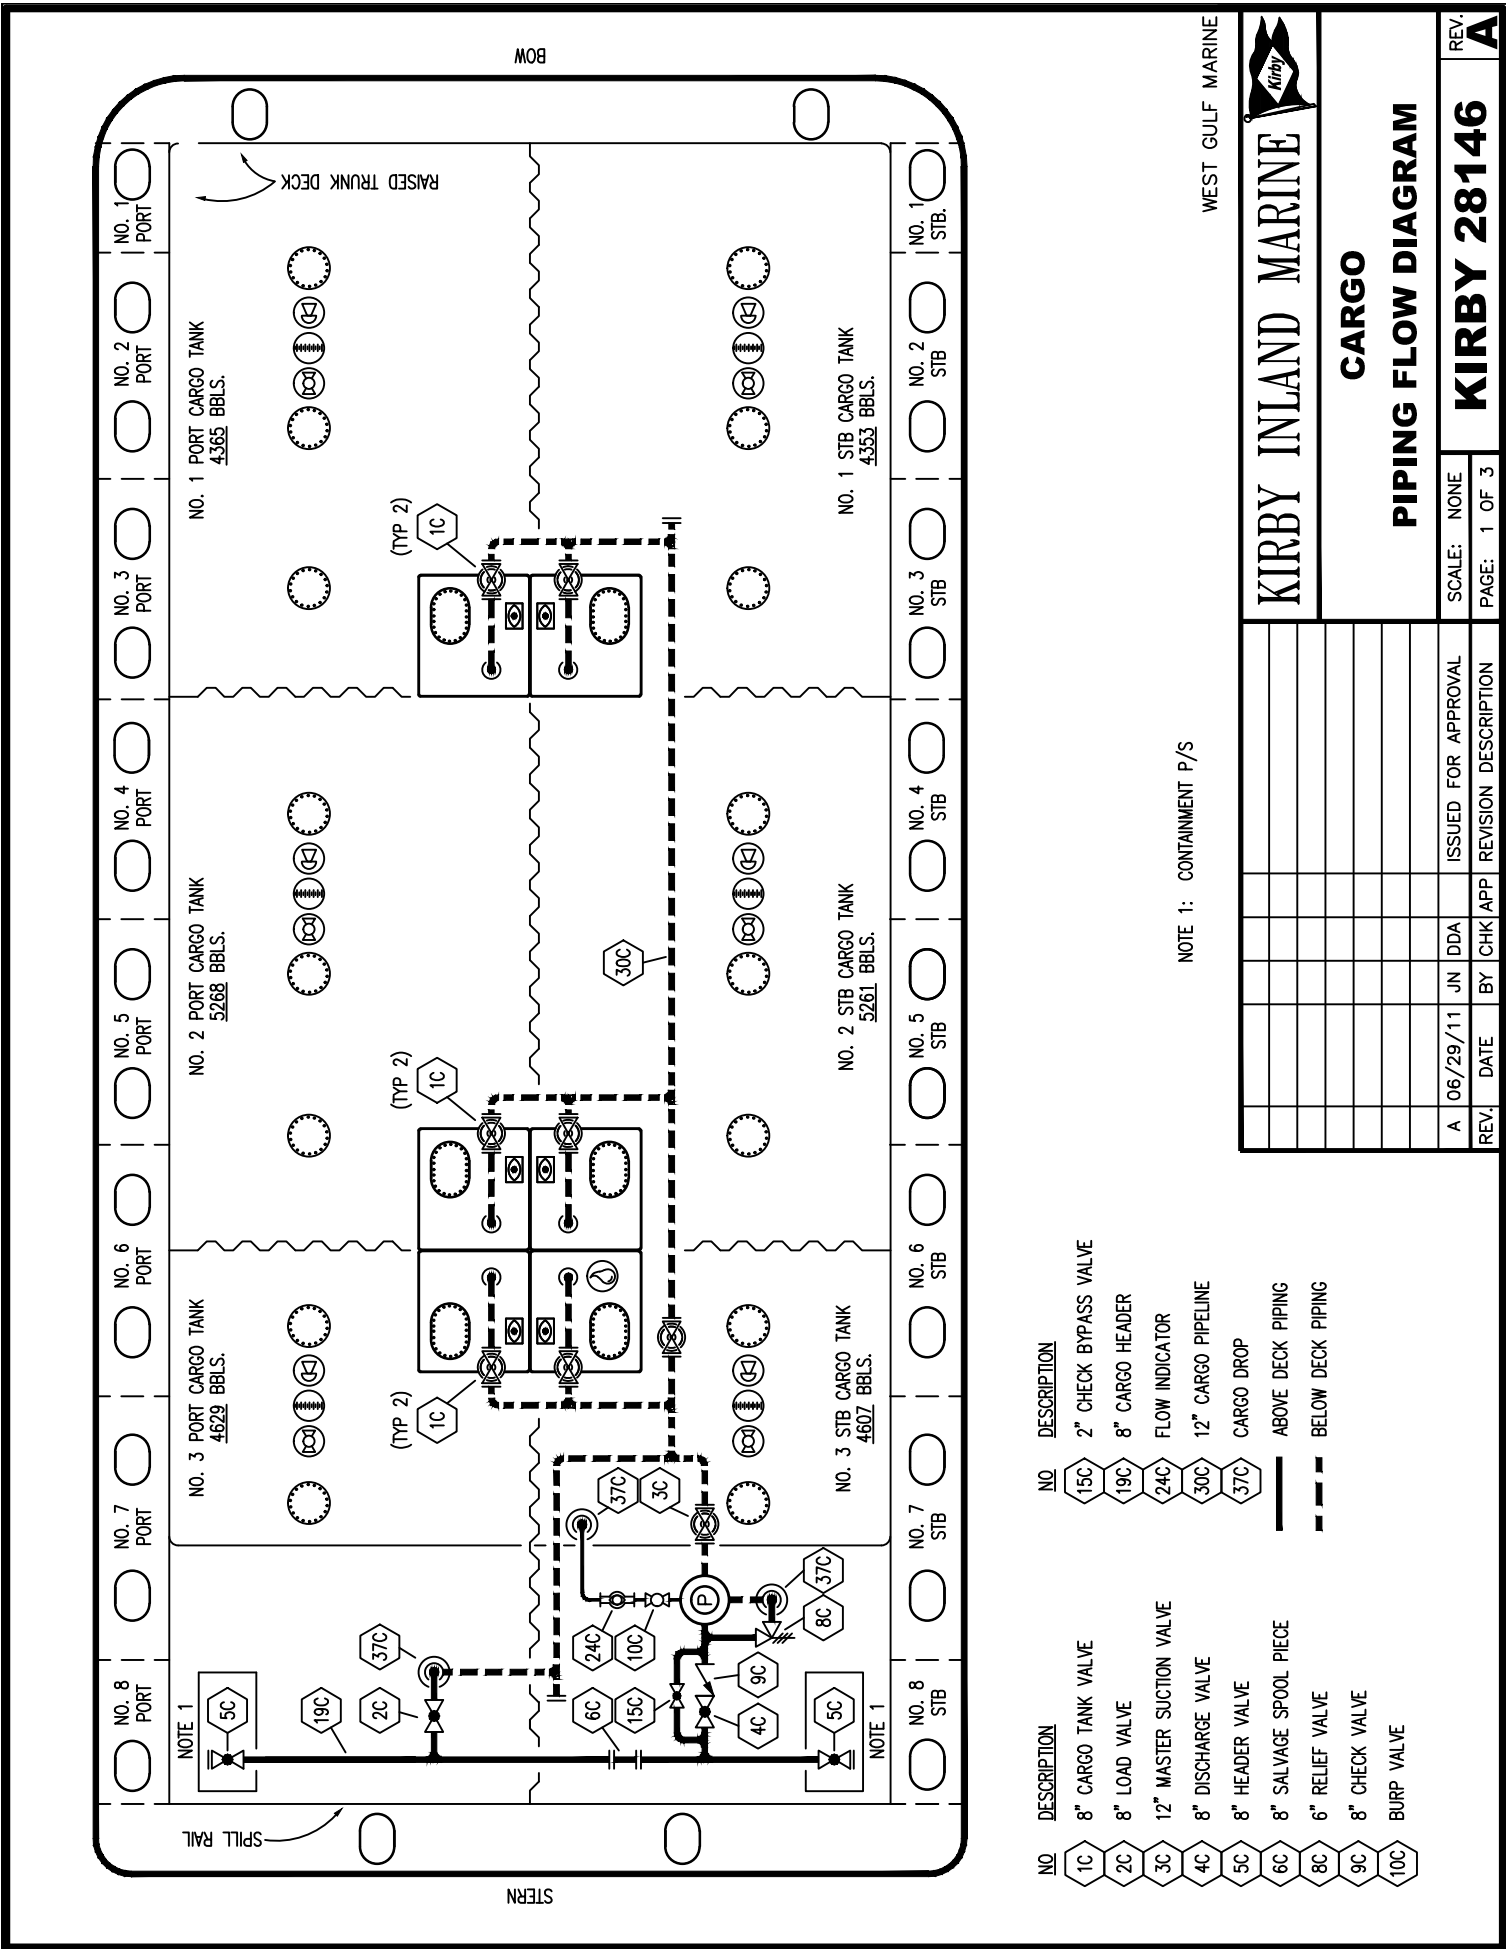 BOW
RAISED TRUNK DECK
NO. 1
PORT
NO. 2
PORT
NO. 3
PORT
NO. 4
PORT
NO. 5
PORT
NO. 6
PORT
NO. 7
PORT
NO. 8
PORT
NO. 1 PORT CARGO TANK
4365 BBLS.
NO. 2 PORT CARGO TANK
5268 BBLS.
NO. 3 PORT CARGO TANK
4629 BBLS.
(TYP 2)
1C
(TYP 2)
1C
(TYP 2)
1C
30C
NO. 1 STB CARGO TANK
4353 BBLS.
NO. 2 STB CARGO TANK
5261 BBLS.
NO. 3 STB CARGO TANK
4607 BBLS.
NO. 1
STB.
NO. 2
STB
NO. 3
STB
NO. 4
STB
NO. 5
STB
NO. 6
STB
NO. 7
STB
NO. 8
STB
NOTE 1
5C
19C
2C
37C
6C
15C
24C
10C
37C
3C
P
37C
8C
9C
4C
5C
NOTE 1
SPILL RAIL
STERN
NO DESCRIPTION
1C 8" CARGO TANK VALVE
2C 8" LOAD VALVE
3C 12" MASTER SUCTION VALVE
4C 8" DISCHARGE VALVE
5C 8" HEADER VALVE
6C 8" SALVAGE SPOOL PIECE
8C 6" RELIEF VALVE
9C 8" CHECK VALVE
10C BURP VALVE
NO DESCRIPTION
15C 2" CHECK BYPASS VALVE
19C 8" CARGO HEADER
24C FLOW INDICATOR
30C 12" CARGO PIPELINE
37C CARGO DROP
ABOVE DECK PIPING
BELOW DECK PIPING
NOTE 1: CONTAINMENT P/S
WEST GULF MARINE
KIRBY INLAND MARINE
Kirby
CARGO
PIPING FLOW DIAGRAM
SCALE: NONE
PAGE: 1 OF 3
KIRBY 28146
REV.
A
A 06/29/11 JN DDA ISSUED FOR APPROVAL
REV. DATE BY CHK APP REVISION DESCRIPTION